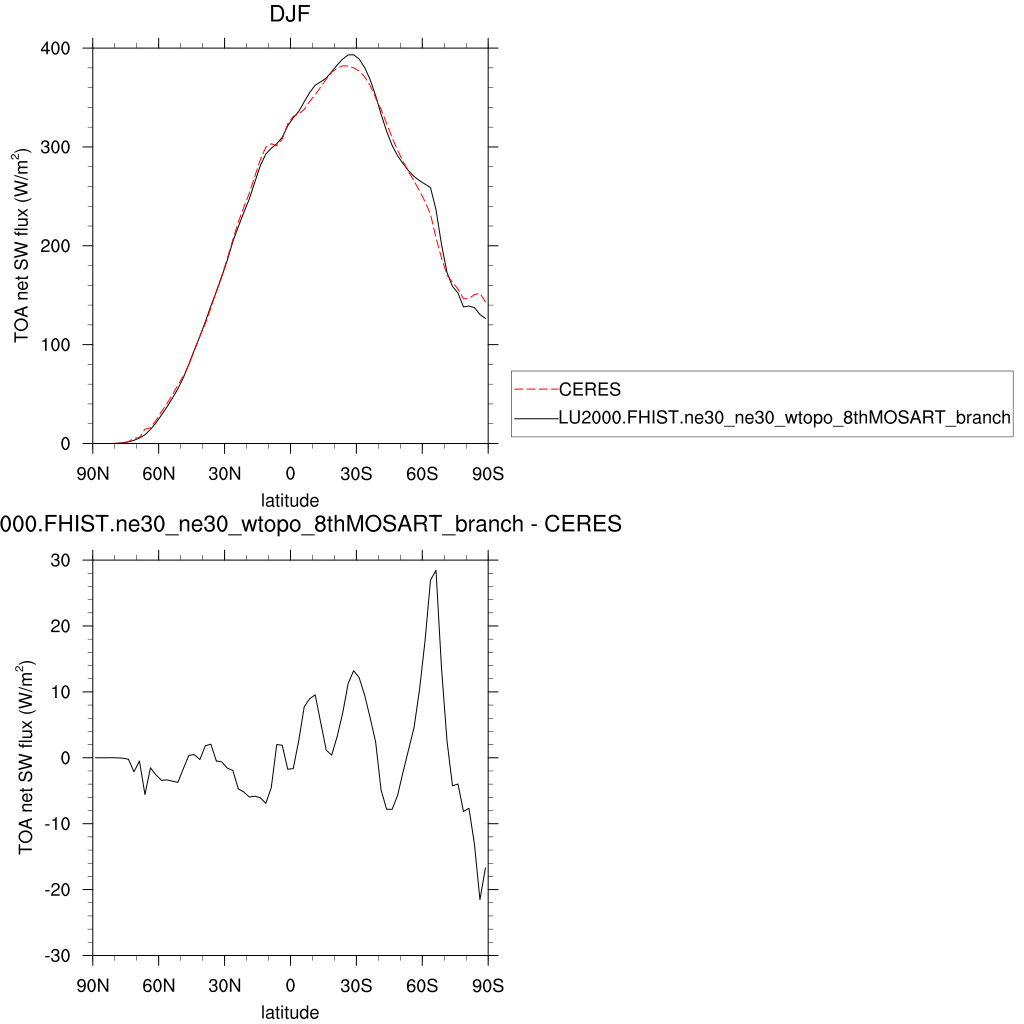 DJF
TOA net SW flux (W/m²)
400
300
200
100
0
90N 60N 30N 0 30S 60S 90S
latitude
CERES
LU2000.FHIST.ne30_ne30_wtopo_8thMOSART_branch
000.FHIST.ne30_ne30_wtopo_8thMOSART_branch - CERES
TOA net SW flux (W/m²)
30
20
10
0
-10
-20
-30
90N 60N 30N 0 30S 60S 90S
latitude